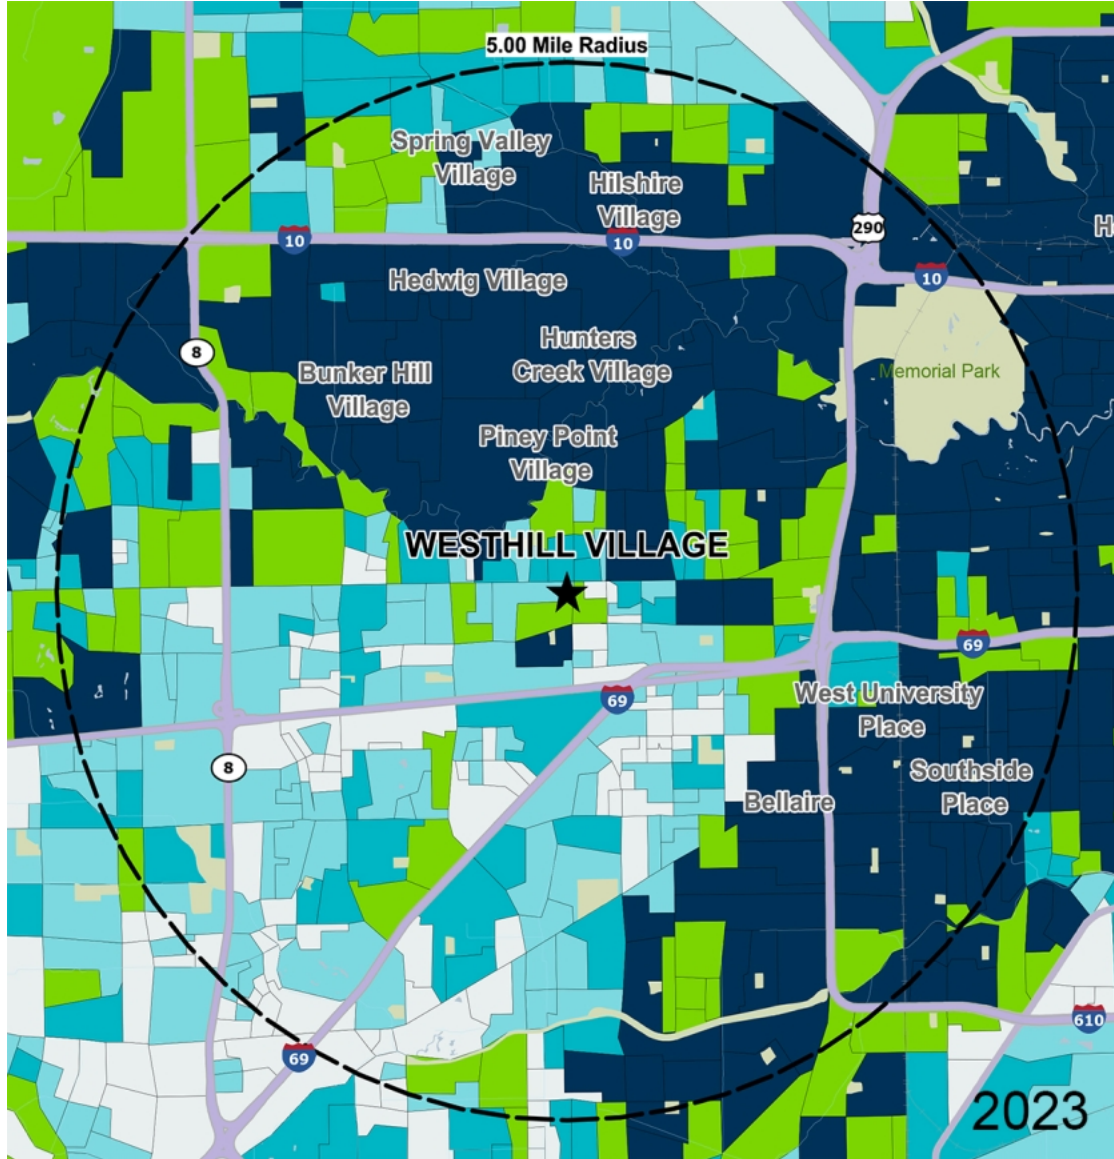 5.00 Mile Radius
Spring Valley
Village
Hilshire
Village
290
H
10
10
10
Hedwig Village
Hunters
Creek Village
8
Bunker Hill
Village
Memorial Park
Piney Point
Village
WESTHILL VILLAGE
69
69
West University
Place
8
Southside
Place
Bellaire
610
69
2023